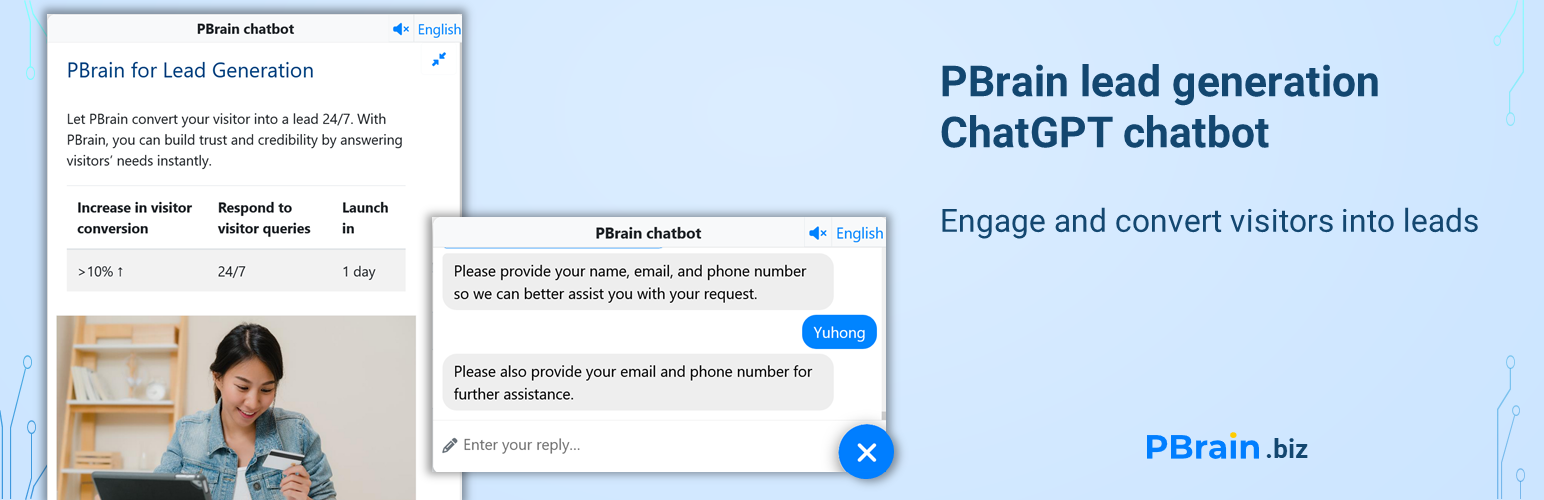 PBrain chatbot
English
PBrain for Lead Generation
Let PBrain convert your visitor into a lead 24/7. With
PBrain, you can build trust and credibility by answering
visitors’ needs instantly.
Increase in visitor
conversion
Respond to
visitor queries
Launch
in
>10% ↑
24/7
1 day
PBrain chatbot
English
Please provide your name, email, and phone number
so we can better assist you with your request.
Yuhong
Please also provide your email and phone number for
further assistance.
Enter your reply...
PBrain lead generation
ChatGPT chatbot
Engage and convert visitors into leads
PBrain.biz